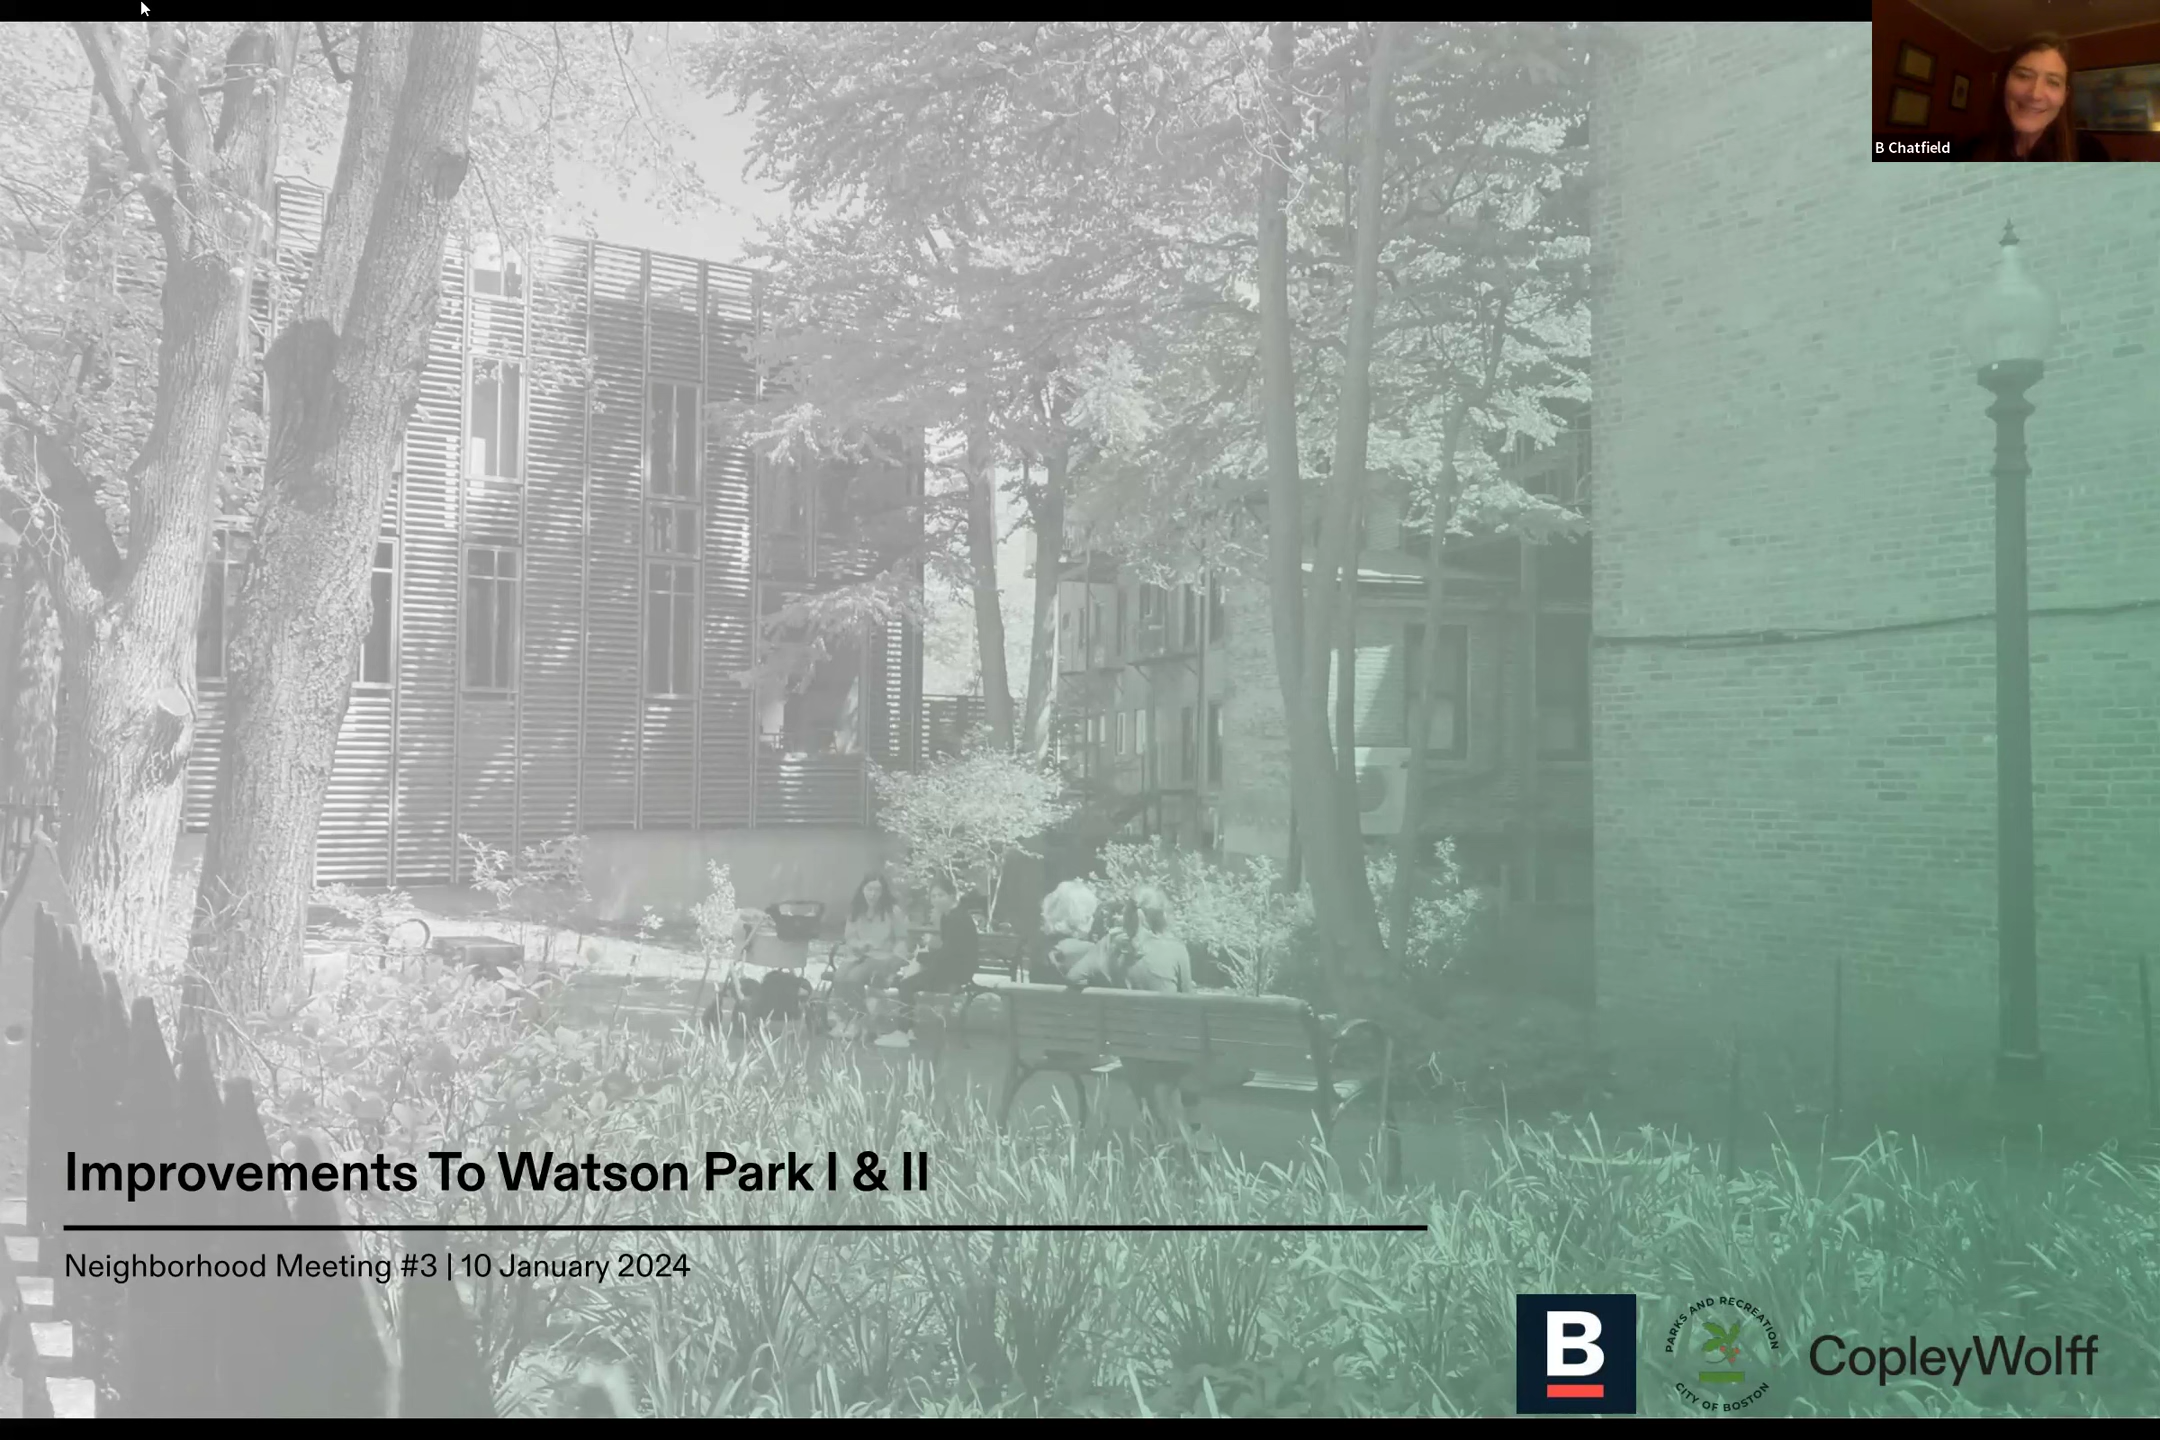 B Chatfield
Improvements To Watson Park I & II
Neighborhood Meeting #3 | 10 January 2024
B
PARKS AND RECREATION
CITY OF BOSTON
CopleyWolff